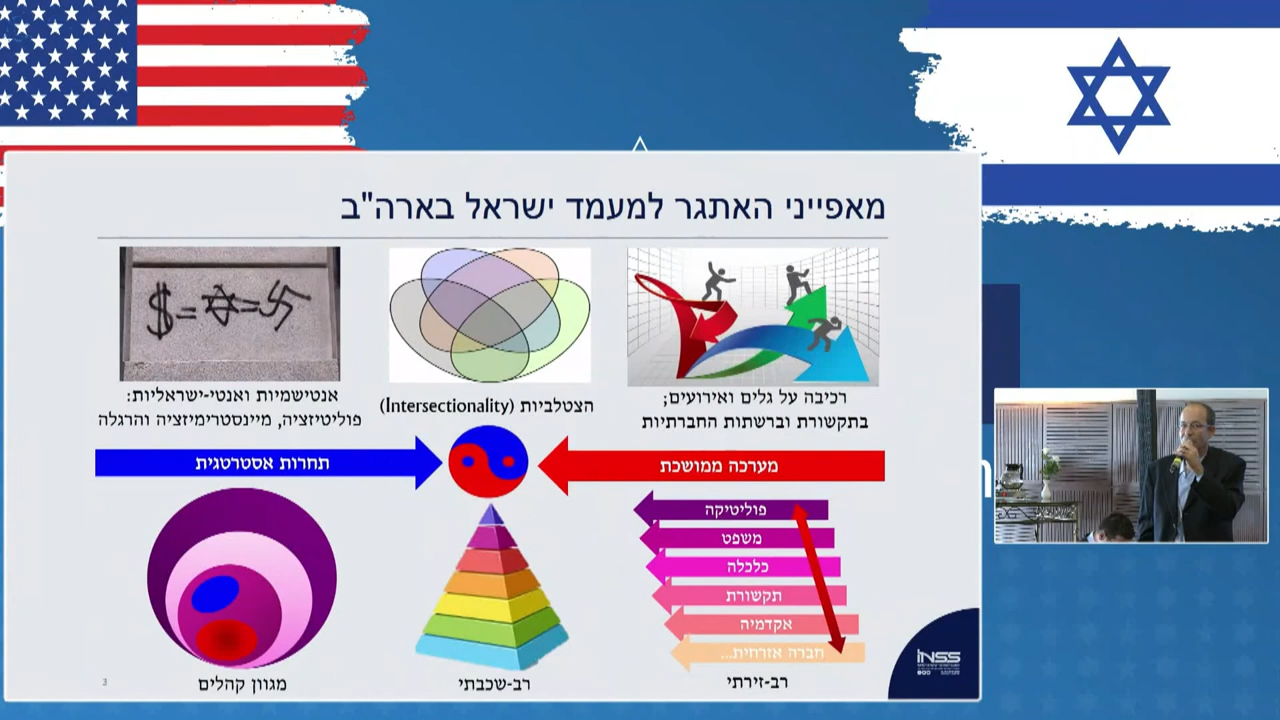 מאפייני האתגר למעמד ישראל בארה"ב
רכיבה על גלים ואירועים;
בתקשורת וברשתות החברתיות
הצטלביות (Intersectionality)
$=✡=卐
אנטישמיות ואנטי-ישראליות:
פוליטיזציה, מיינסטרימיזציה והרגלה
מערכה ממושכת
תחרות אסטרטגית
פוליטיקה
משפט
כלכלה
תקשורת
אקדמיה
חברה אזרחית...
רב-זירתי
רב-שכבתי
מגוון קהלים
iNSS
3